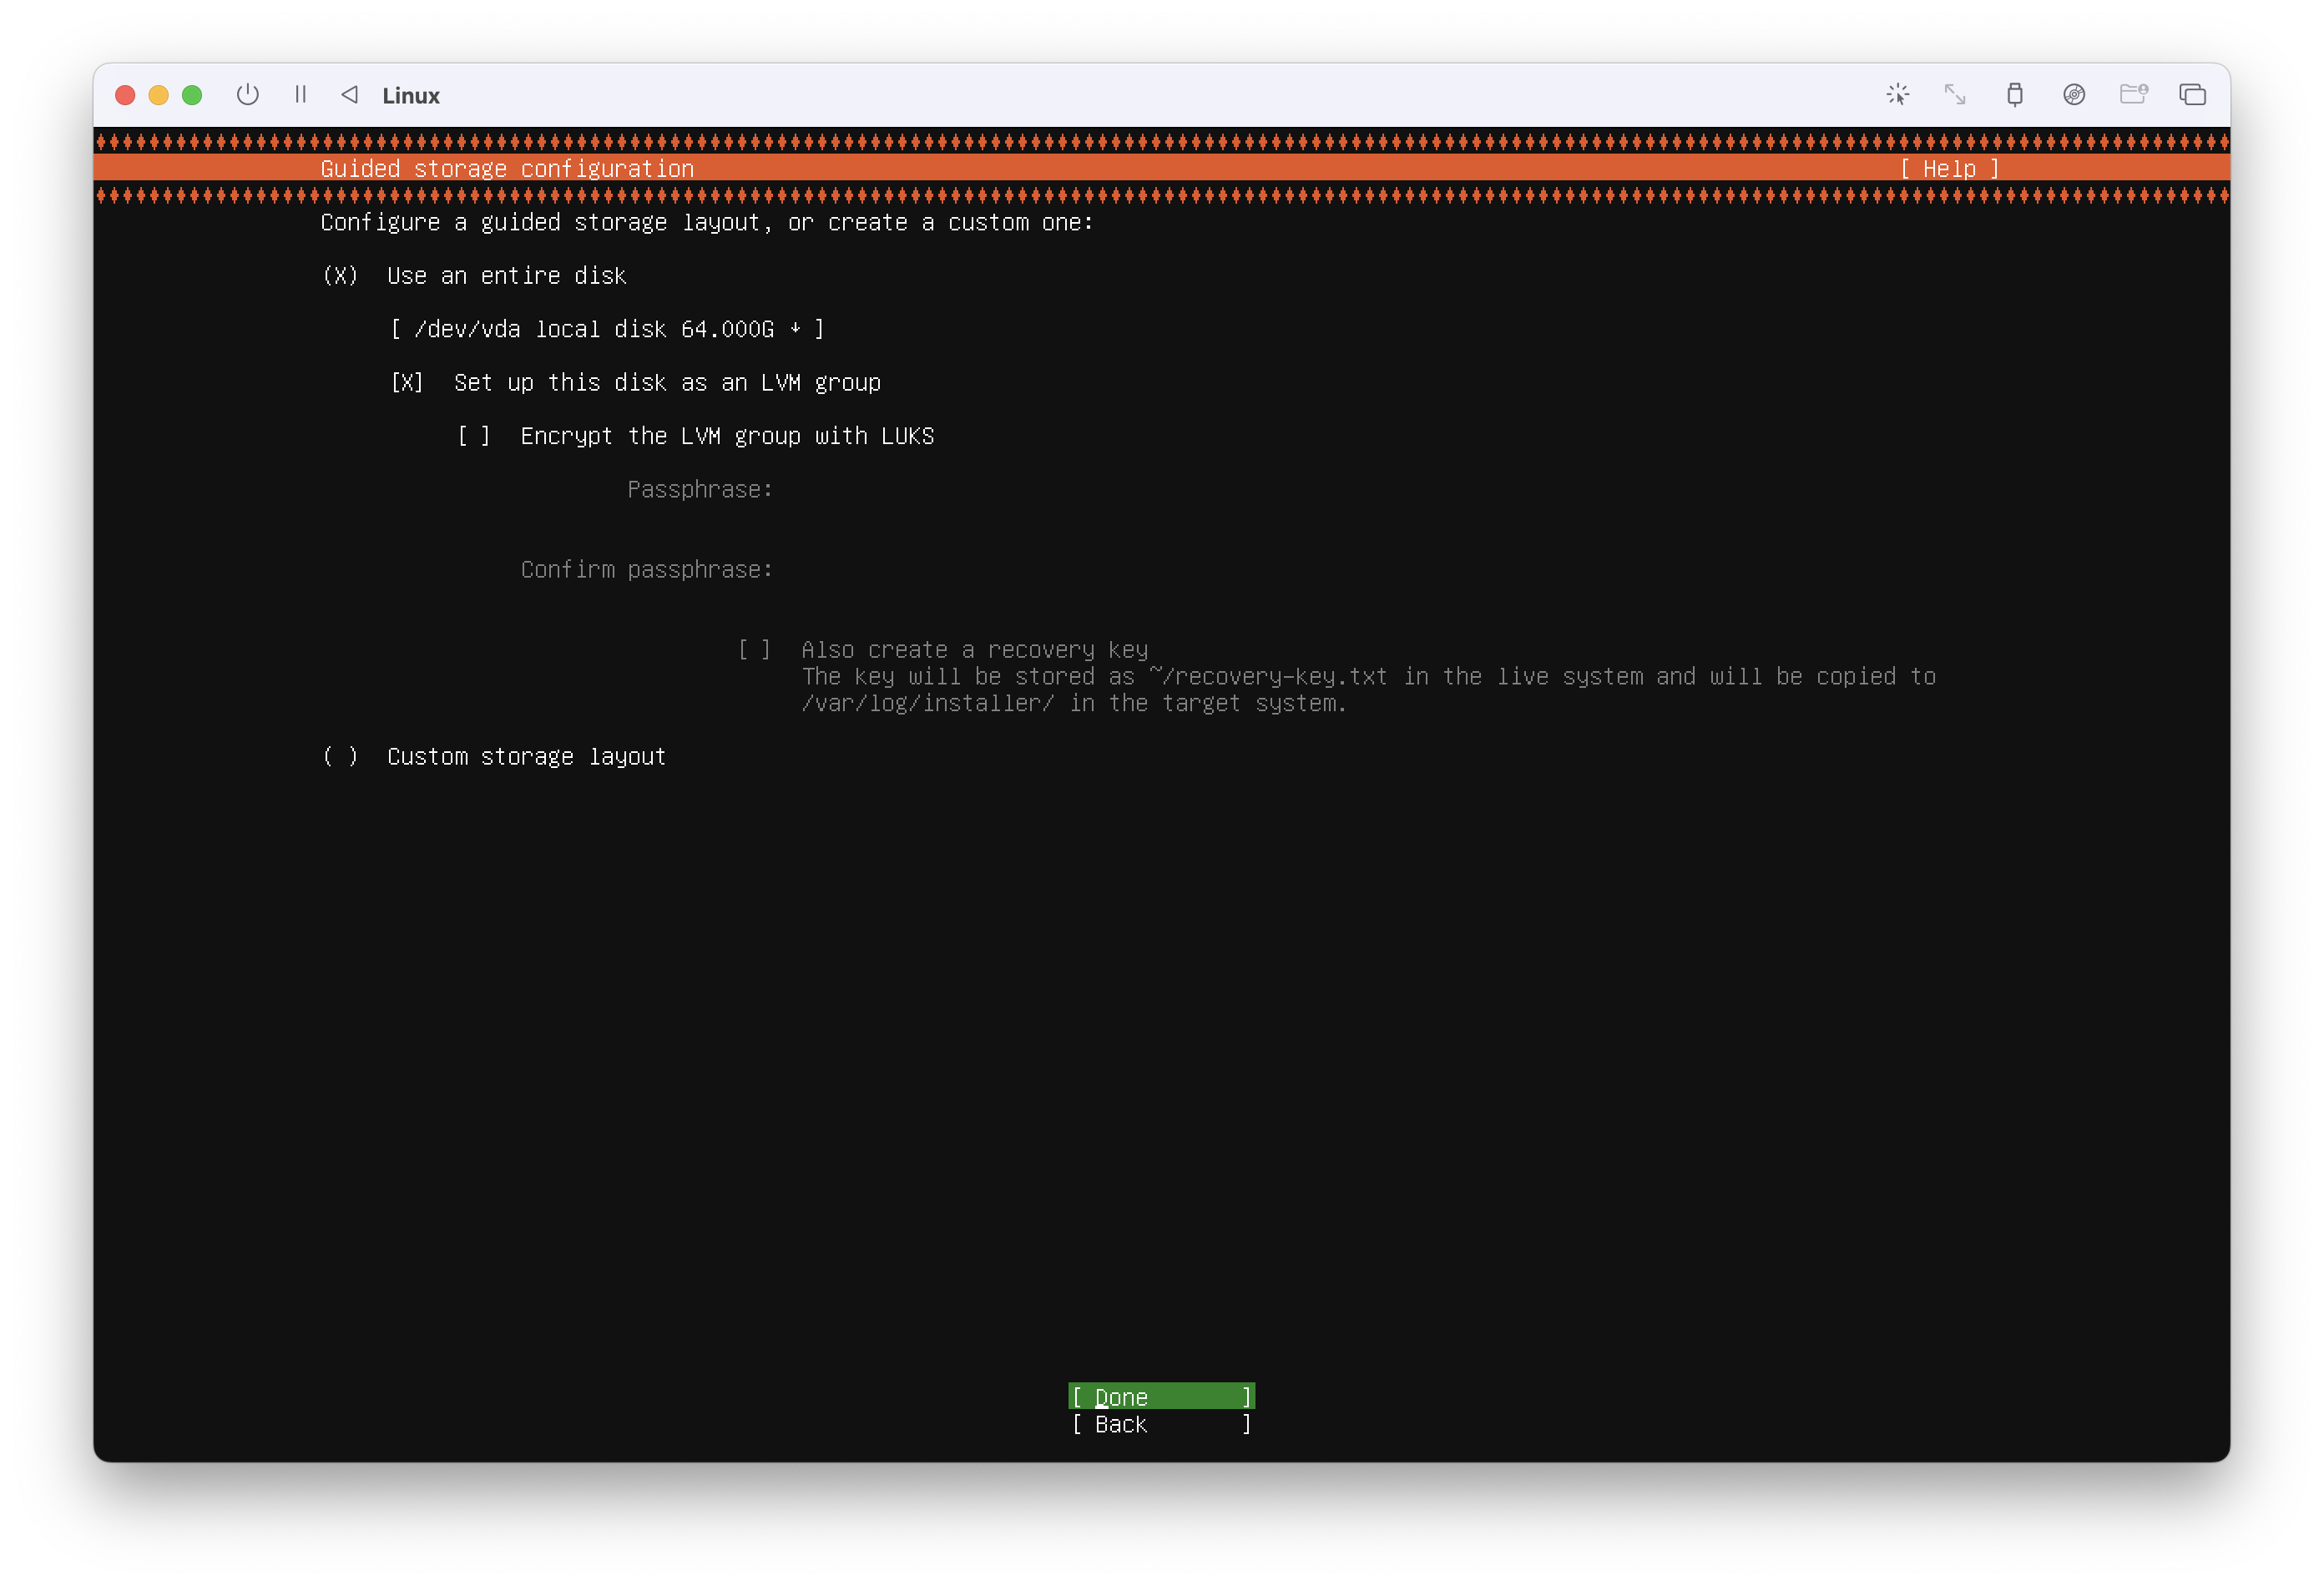 Linux
Guided storage configuration [ Help ]
Configure a guided storage layout, or create a custom one:
(X) Use an entire disk
[ /dev/vda local disk 64.000G ↓ ]
[X] Set up this disk as an LVM group
[ ] Encrypt the LVM group with LUKS
Passphrase:
Confirm passphrase:
[ ] Also create a recovery key
The key will be stored as ~/recovery-key.txt in the live system and will be copied to
/var/log/installer/ in the target system.
( ) Custom storage layout
[ Done ]
[ Back ]